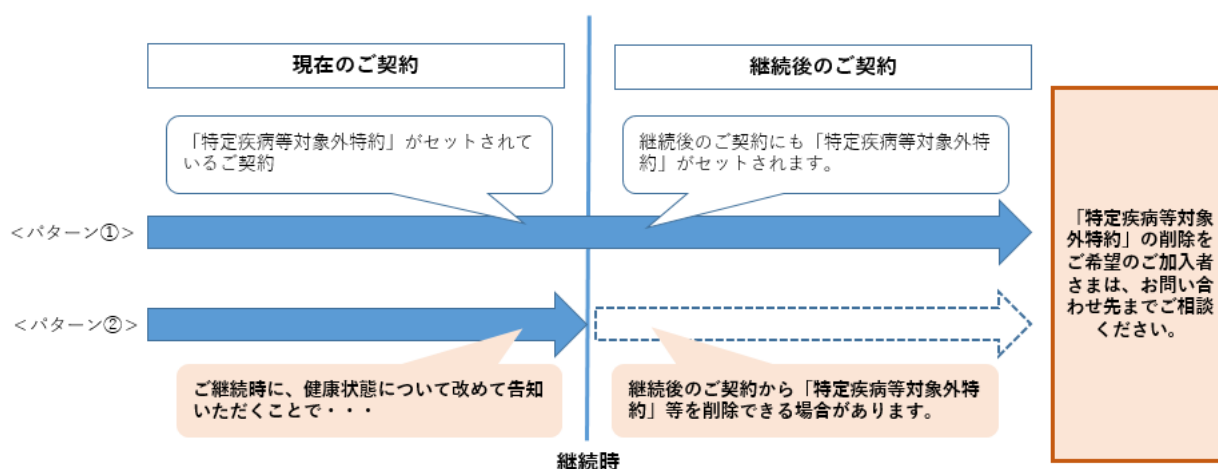 現在のご契約
継続後のご契約
「特定疾病等対象外特約」がセットされて
いるご契約
継続後のご契約にも「特定疾病等対象外特
約」がセットされます。
＜パターン①＞
＜パターン②＞
ご継続時に、健康状態について改めて告知
いただくことで・・・
継続後のご契約から「特定疾病等対象外特
約」等を削除できる場合があります。
継続時
「特定疾病等対象
外特約」の削除を
ご希望のご加入者
さまは、お問い合
わせ先までご相談
ください。